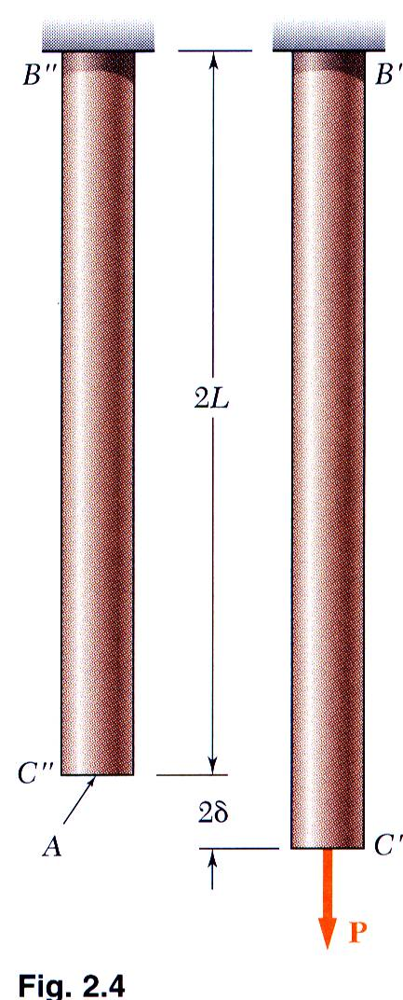 B" B'
2L
C"
2δ
A C'
P
Fig. 2.4